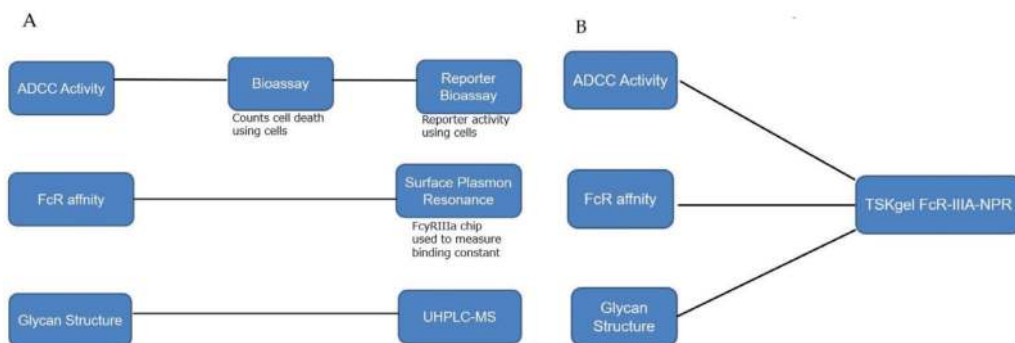 A
ADCC Activity
Bioassay
Reporter
Bioassay
Counts cell death
using cells
Reporter activity
using cells
FcR affnity
Surface Plasmon
Resonance
FcyRIIIa chip
used to measure
binding constant
Glycan Structure
UHPLC-MS
B
ADCC Activity
FcR affinity
TSKgel FcR-IIIA-NPR
Glycan
Structure